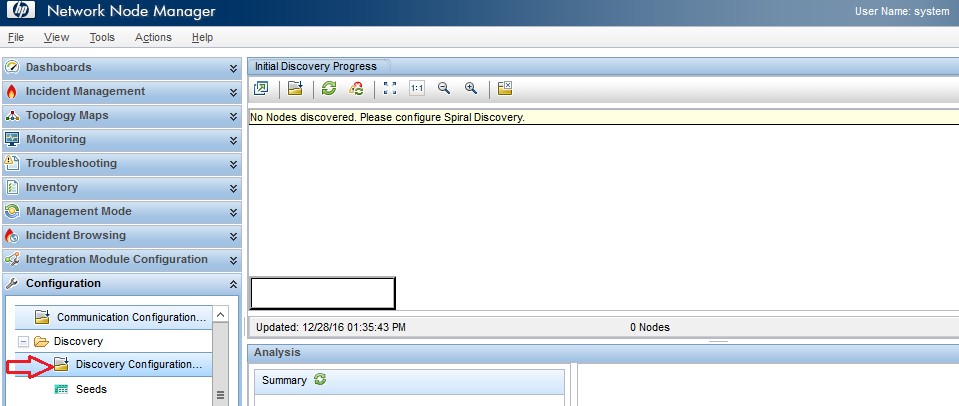 hp Network Node Manager User Name: system
File View Tools Actions Help
Dashboards
Incident Management
Topology Maps
Monitoring
Troubleshooting
Inventory
Management Mode
Incident Browsing
Integration Module Configuration
Configuration
Communication Configuration...
Discovery
Discovery Configuration...
Seeds
Initial Discovery Progress
1:1
No Nodes discovered. Please configure Spiral Discovery.
Updated: 12/28/16 01:35:43 PM 0 Nodes
Analysis
Summary